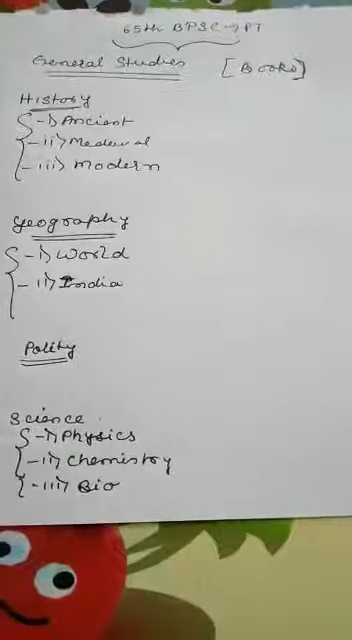 65th BPSC → PT
General Studies [Books]
History
- i> Ancient
- ii> Medieval
- iii> Modern
Geography
- i> World
- ii> India
Polity
Science
- i> Physics
- ii> Chemistry
- iii> Bio